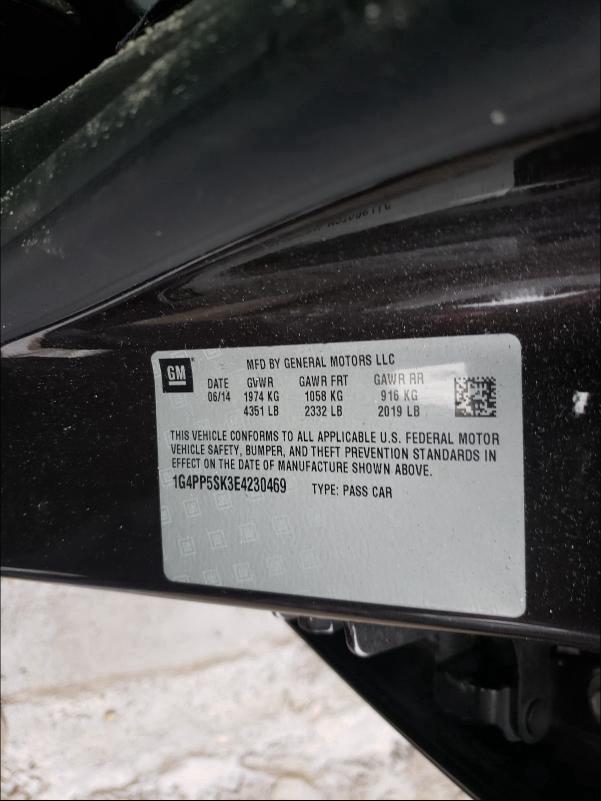 GM
MFD BY GENERAL MOTORS LLC
DATE GVWR GAWR FRT GAWR RR
06/14 1974 KG 1058 KG 916 KG
4351 LB 2332 LB 2019 LB
THIS VEHICLE CONFORMS TO ALL APPLICABLE U.S. FEDERAL MOTOR
VEHICLE SAFETY, BUMPER, AND THEFT PREVENTION STANDARDS IN
EFFECT ON THE DATE OF MANUFACTURE SHOWN ABOVE.
1G4PP5SK3E4230469 TYPE: PASS CAR